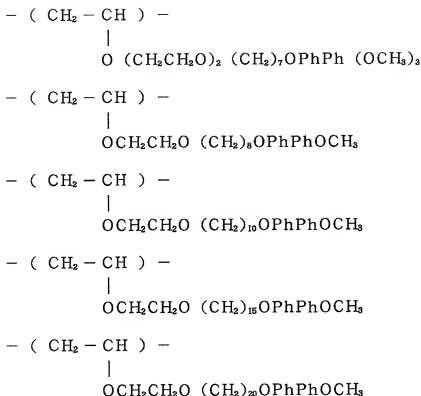 － ( CH₂－CH ) －
|
O (CH₂CH₂O)₂ (CH₂)₇OPhPh (OCH₃)₃
－ ( CH₂－CH ) －
|
OCH₂CH₂O (CH₂)₈OPhPhOCH₃
－ ( CH₂－CH ) －
|
OCH₂CH₂O (CH₂)₁₀OPhPhOCH₃
－ ( CH₂－CH ) －
|
OCH₂CH₂O (CH₂)₁₅OPhPhOCH₃
－ ( CH₂－CH ) －
|
OCH₂CH₂O (CH₂)₂₀OPhPhOCH₃